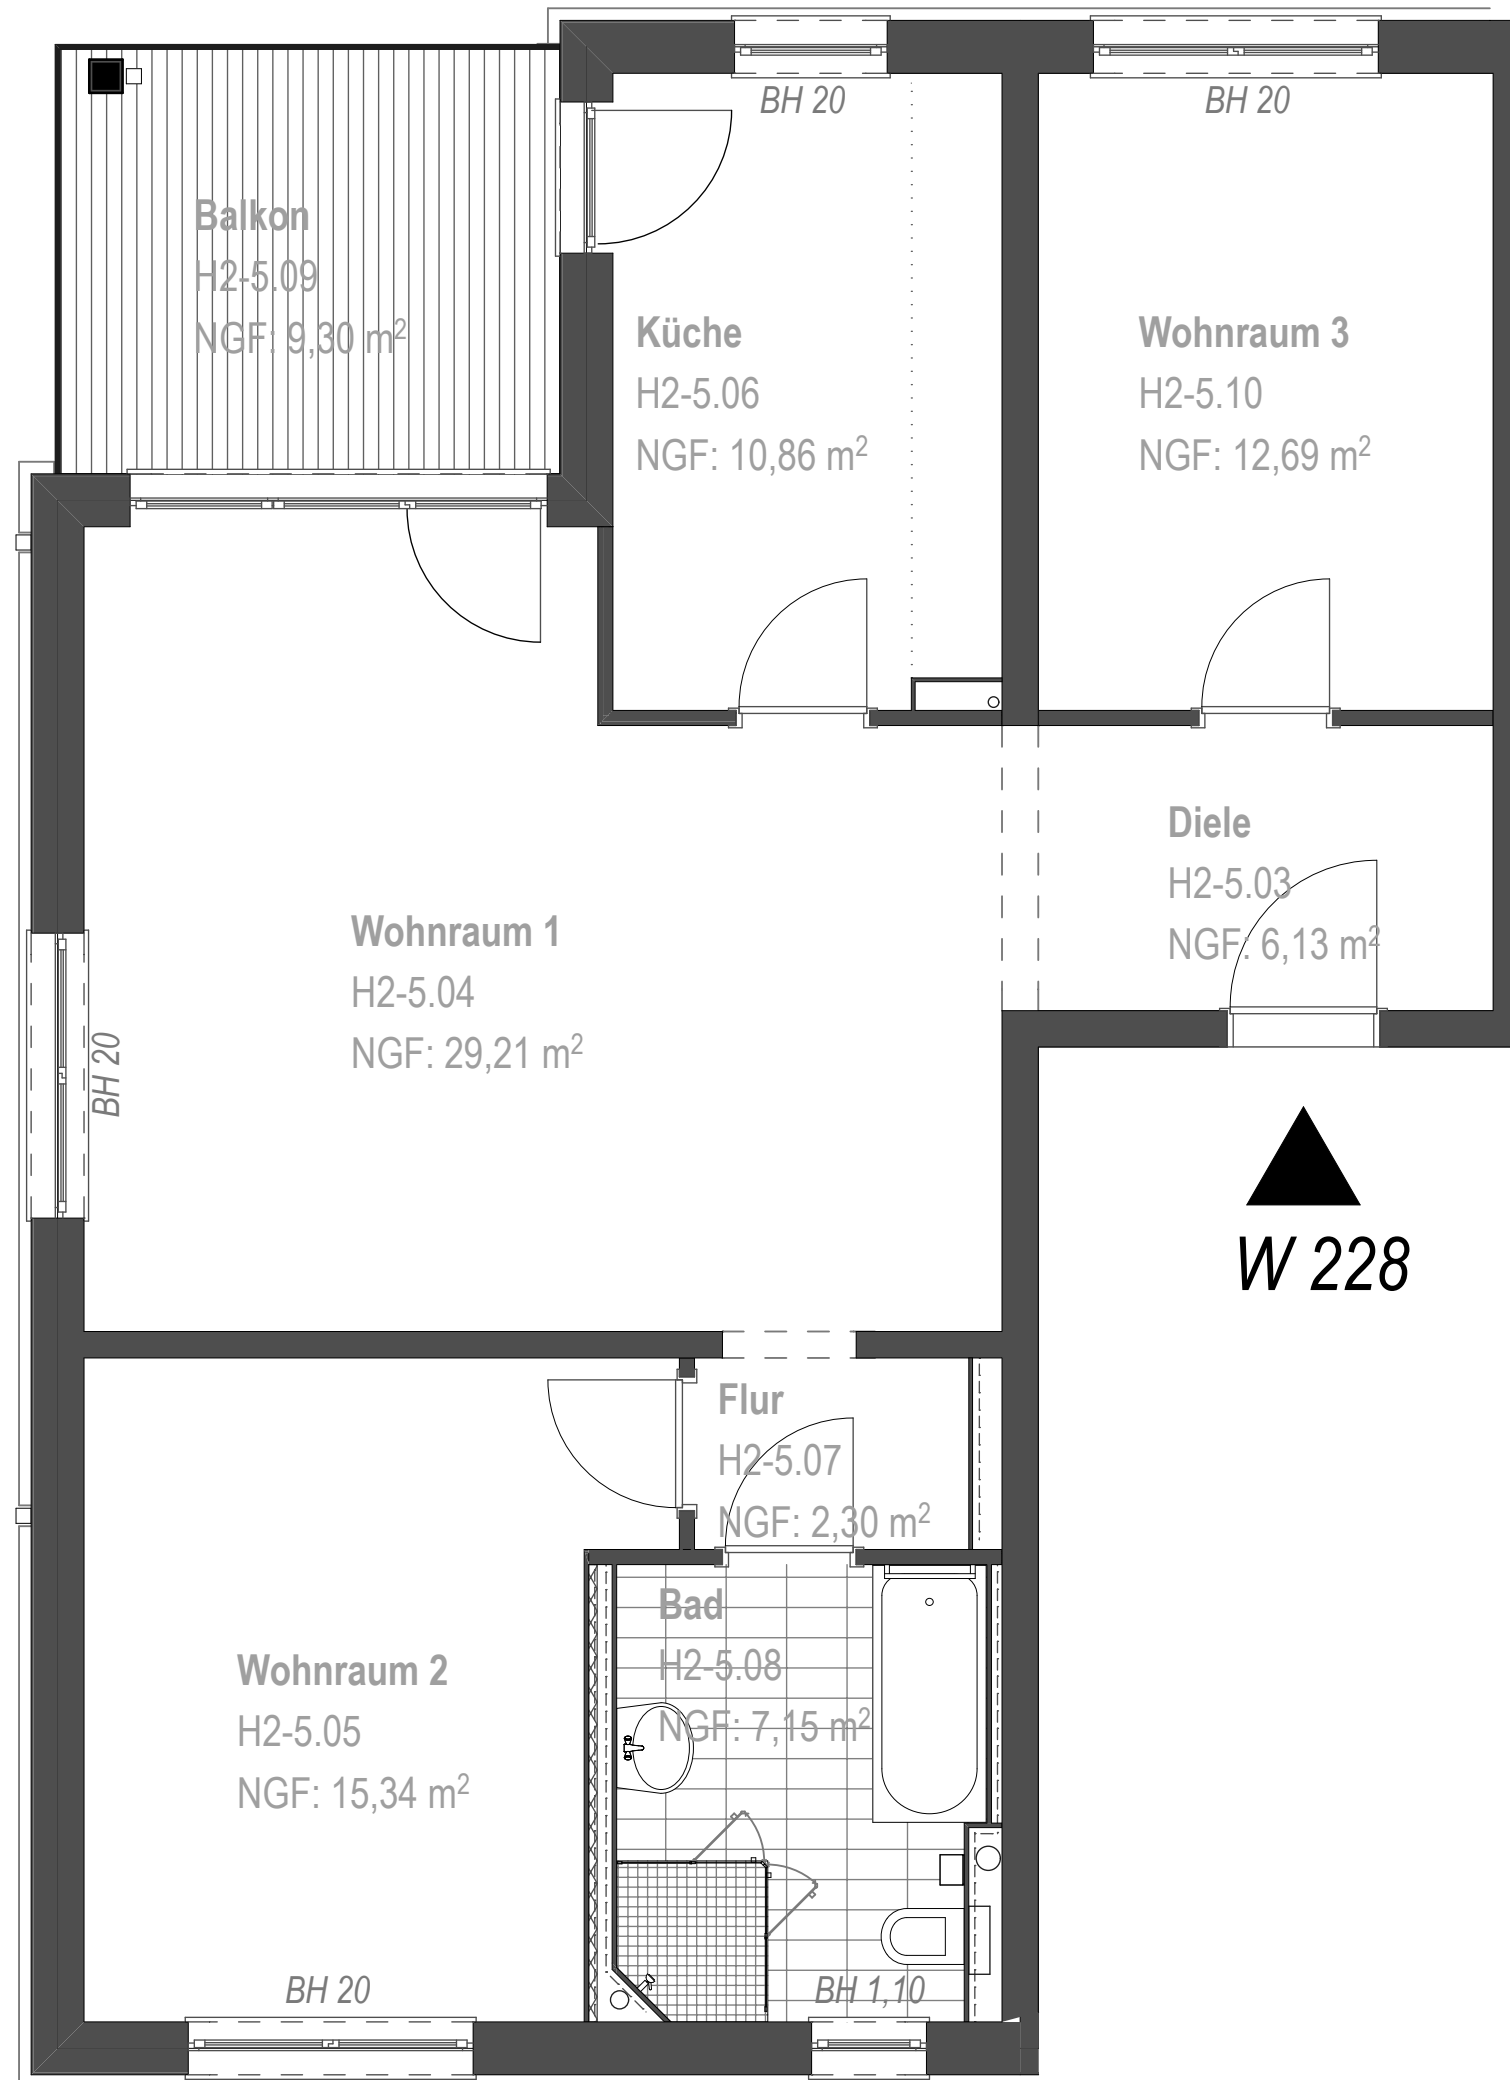 BH 20
BH 20
Balkon
H2-5.09
NGF: 9,30 m²
Küche
H2-5.06
NGF: 10,86 m²
Wohnraum 3
H2-5.10
NGF: 12,69 m²
Diele
H2-5.03
NGF: 6,13 m²
Wohnraum 1
H2-5.04
NGF: 29,21 m²
BH 20
W 228
Flur
H2-5.07
NGF: 2,30 m²
Bad
H2-5.08
NGF: 7,15 m²
Wohnraum 2
H2-5.05
NGF: 15,34 m²
BH 20
BH 1,10